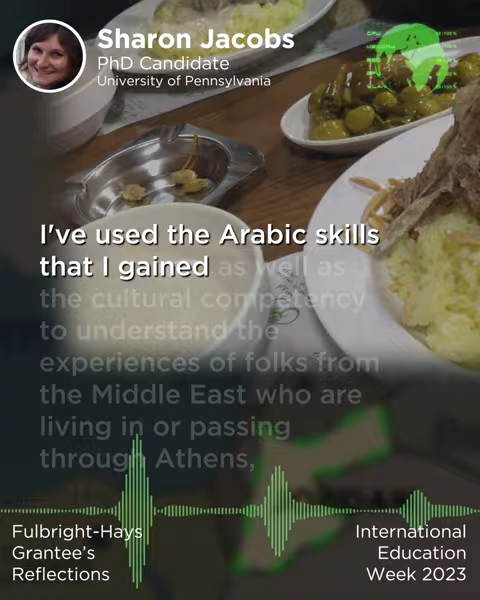 Sharon Jacobs
PhD Candidate
University of Pennsylvania
I've used the Arabic skills
that I gained as well as
the cultural competency
to understand the
experiences of folks from
the Middle East who are
living in or passing
through Athens,
Fulbright-Hays
Grantee's
Reflections
International
Education
Week 2023